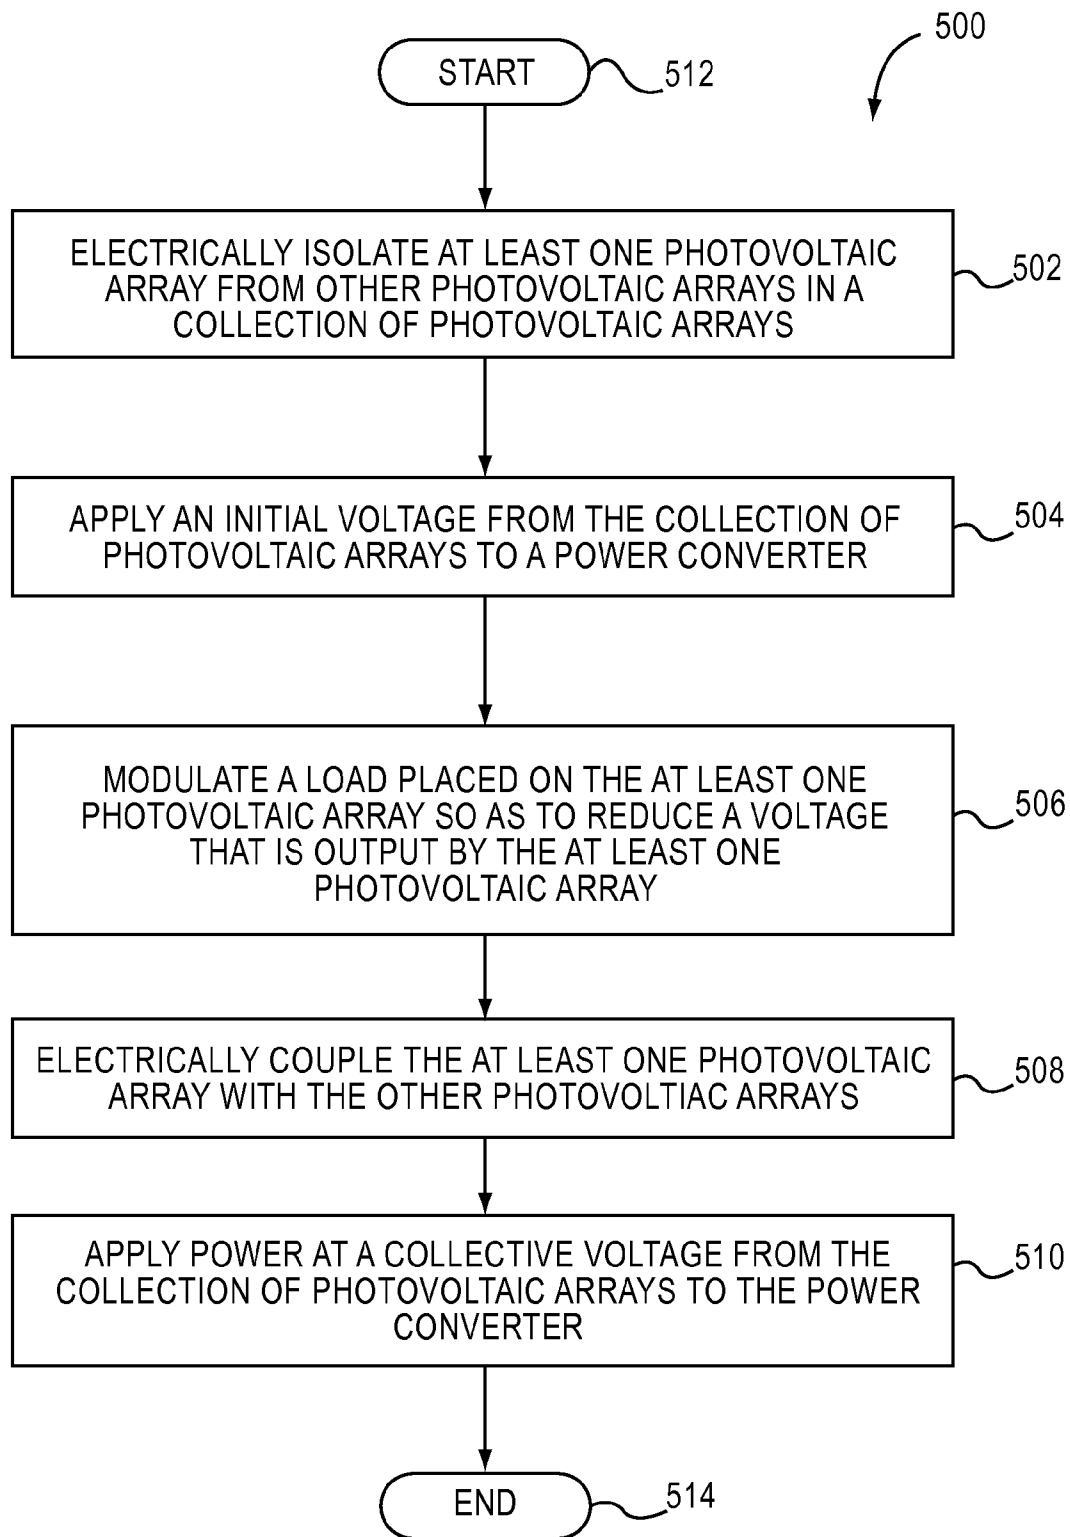 500
START
512
ELECTRICALLY ISOLATE AT LEAST ONE PHOTOVOLTAIC
ARRAY FROM OTHER PHOTOVOLTAIC ARRAYS IN A
COLLECTION OF PHOTOVOLTAIC ARRAYS
502
APPLY AN INITIAL VOLTAGE FROM THE COLLECTION OF
PHOTOVOLTAIC ARRAYS TO A POWER CONVERTER
504
MODULATE A LOAD PLACED ON THE AT LEAST ONE
PHOTOVOLTAIC ARRAY SO AS TO REDUCE A VOLTAGE
THAT IS OUTPUT BY THE AT LEAST ONE
PHOTOVOLTAIC ARRAY
506
ELECTRICALLY COUPLE THE AT LEAST ONE PHOTOVOLTAIC
ARRAY WITH THE OTHER PHOTOVOLTIAC ARRAYS
508
APPLY POWER AT A COLLECTIVE VOLTAGE FROM THE
COLLECTION OF PHOTOVOLTAIC ARRAYS TO THE POWER
CONVERTER
510
END
514